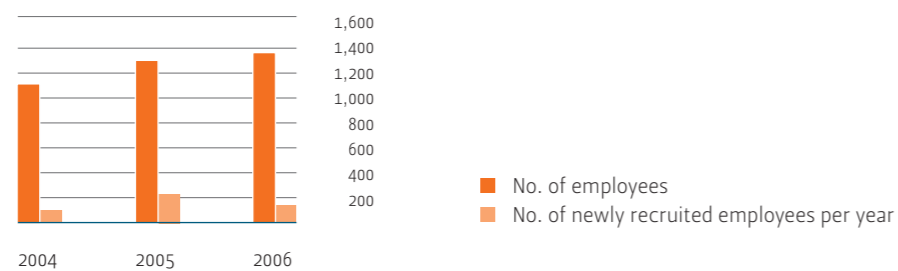 1,600
1,400
1,200
1,000
800
600
400
200
No. of employees
No. of newly recruited employees per year
2004 2005 2006